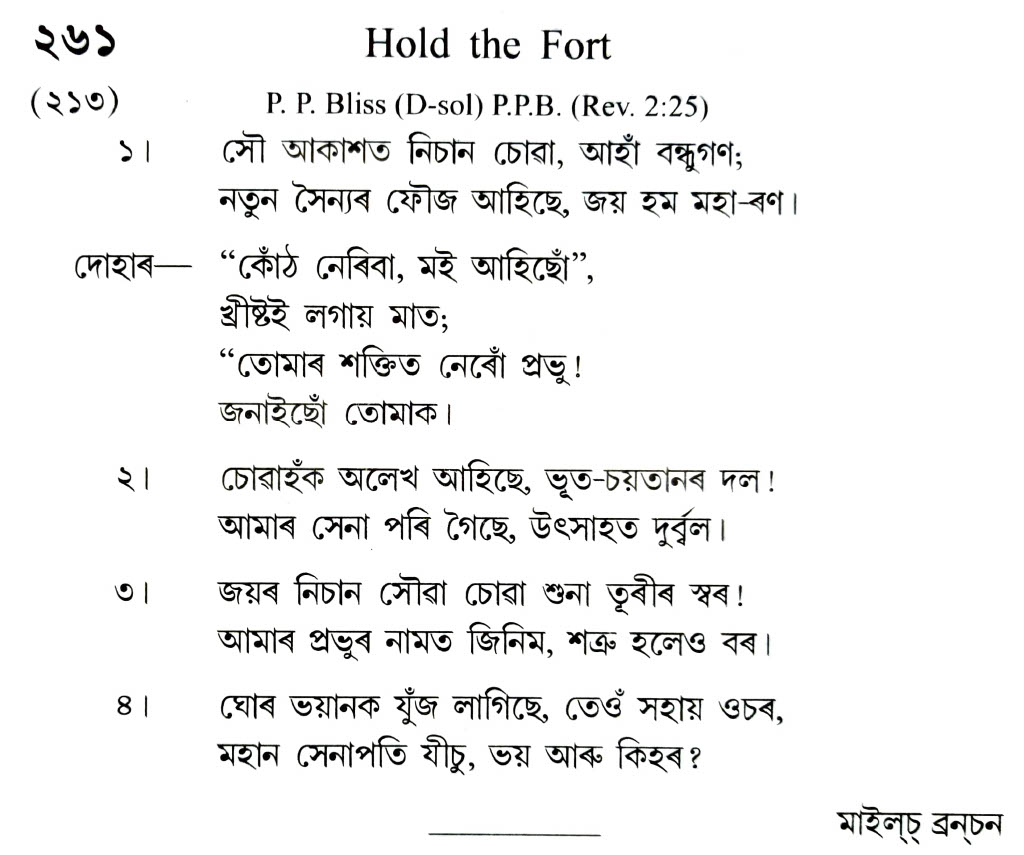 ২৬১ Hold the Fort
(২১৩) P. P. Bliss (D-sol) P.P.B. (Rev. 2:25)
১। সৌ আকাশত নিচান চোৱা, আহাঁ বন্ধুগণ;
নতুন সৈন্যৰ ফৌজ আহিছে, জয় হম মহা-ৰণ।
দোহাৰ— “কোঁঠ নেৰিবা, মই আহিছোঁ”,
খ্ৰীষ্টই লগায় মাত;
“তোমাৰ শক্তিত নেৰোঁ প্ৰভু!
জনাইছোঁ তোমাক।
২। চোৱাহঁক অলেখ আহিছে, ভূত-চয়তানৰ দল!
আমাৰ সেনা পৰি গৈছে, উৎসাহত দুৰ্ব্বল।
৩। জয়ৰ নিচান সৌৱা চোৱা শুনা তূৰীৰ স্বৰ!
আমাৰ প্ৰভুৰ নামত জিনিম, শত্ৰু হলেও বৰ।
৪। ঘোৰ ভয়ানক যুঁজ লাগিছে, তেওঁ সহায় ওচৰ,
মহান সেনাপতি যীচু, ভয় আৰু কিহৰ?
মাইল্চ্ ব্ৰন্চন